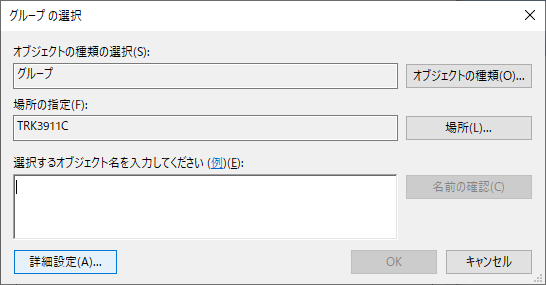 グループ の選択
オブジェクトの種類の選択(S):
グループ
オブジェクトの種類(O)...
場所の指定(F):
TRK3911C
場所(L)...
選択するオブジェクト名を入力してください (例)(E):
名前の確認(C)
詳細設定(A)...
OK
キャンセル